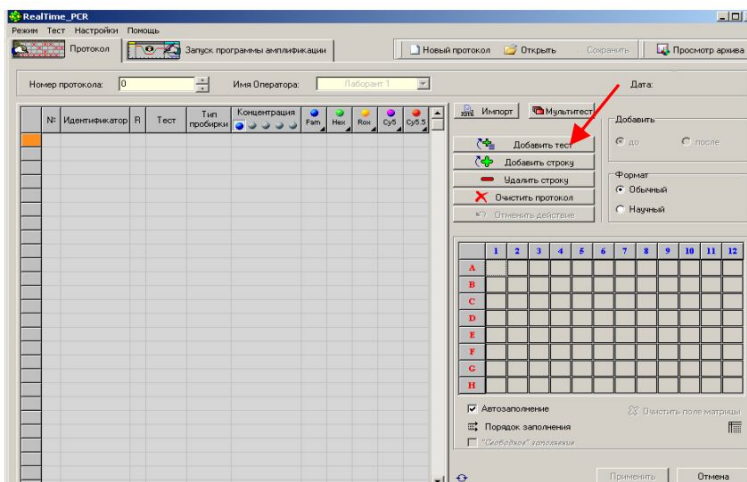 RealTime_PCR
Режим Тест Настройки Помощь
Протокол Запуск программы амплификации Новый протокол Открыть Сохранить Просмотр архива
Номер протокола: 0 Имя Оператора: Лаборант 1 Дата:
№ Идентификатор R Тест Тип пробирки Концентрация Fam Hex Rox Cy5 Cy5.5
Импорт Мультитест
Добавить тест
Добавить строку
Удалить строку
Очистить протокол
Отменить действие
Добавить
до после
Формат
Обычный
Научный
1 2 3 4 5 6 7 8 9 10 11 12
A
B
C
D
E
F
G
H
Автозаполнение Очистить поле матрицы
Порядок заполнения
"Свободное" заполнение
Применить Отмена